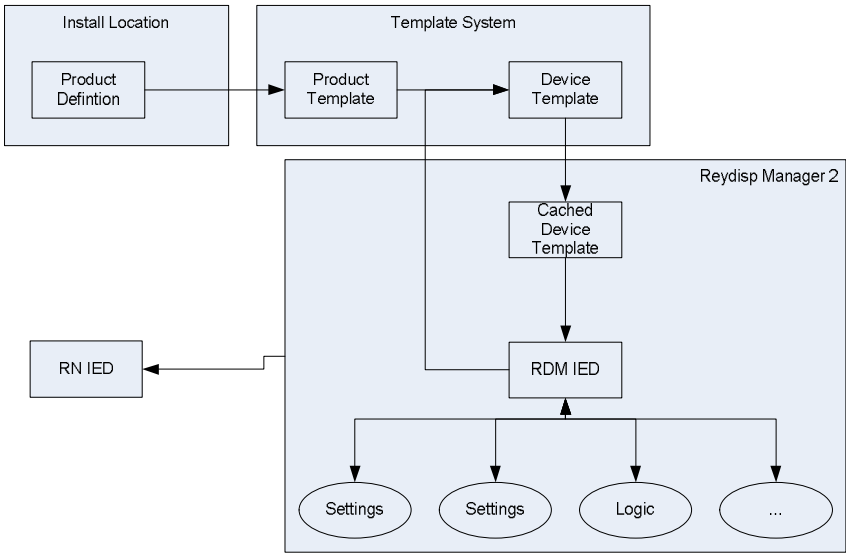 Install Location
Template System
Product
Defintion
Product
Template
Device
Template
Reydisp Manager 2
Cached
Device
Template
RN IED
RDM IED
Settings
Settings
Logic
...